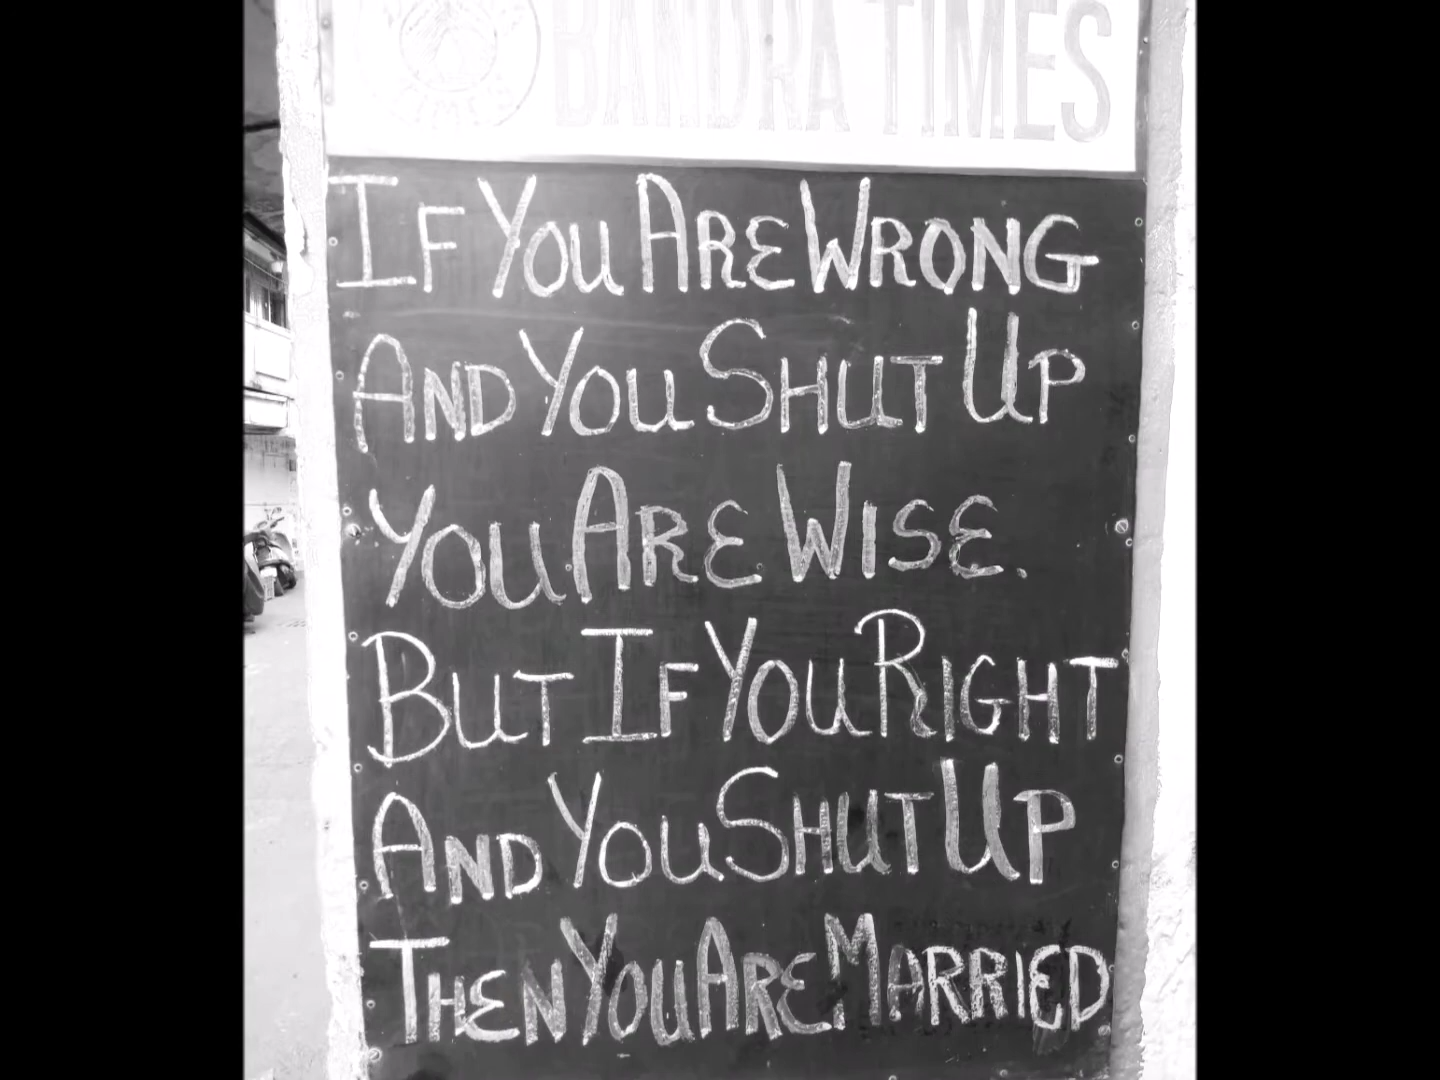 BANDRA TIMES
IF YOU ARE WRONG
AND YOU SHUT UP
YOU ARE WISE.
BUT IF YOU RIGHT
AND YOU SHUT UP
THEN YOU ARE MARRIED